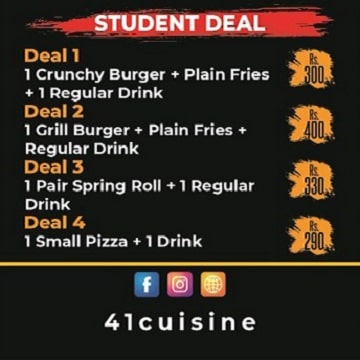 STUDENT DEAL
Deal 1
1 Crunchy Burger + Plain Fries
+ 1 Regular Drink
Rs.
300
Deal 2
1 Grill Burger + Plain Fries +
Regular Drink
Rs.
400
Deal 3
1 Pair Spring Roll + 1 Regular
Drink
Rs.
330
Deal 4
1 Small Pizza + 1 Drink
Rs.
290
41cuisine